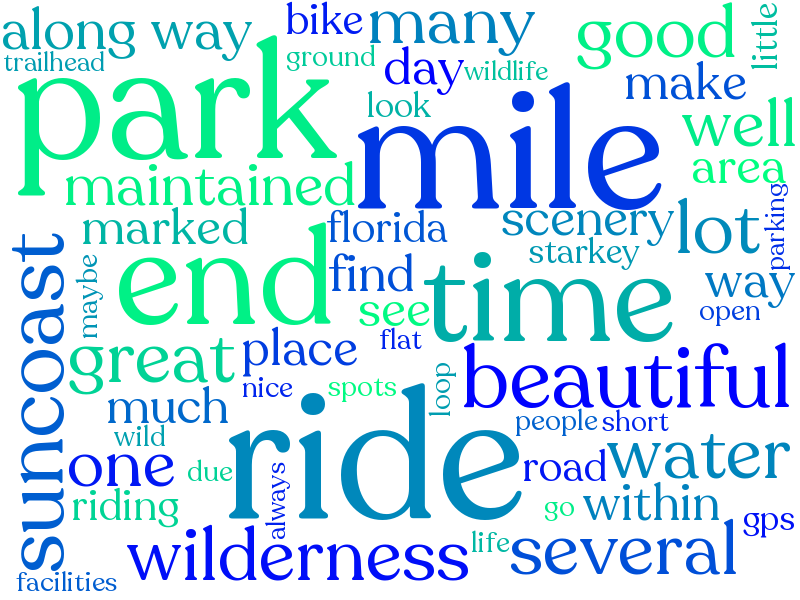 along way
bike
many
good
little
trailhead
ground
day
wildlife
make
park
look
mile
well
maintained
area
marked
florida
scenery
lot
parking
suncoast
maybe
end
find
time
starkey
way
see
open
great
place
flat
beautiful
nice
spots
loop
much
ride
people
short
wild
one
due
always
road
water
riding
go
within
gps
wilderness
life
several
facilities